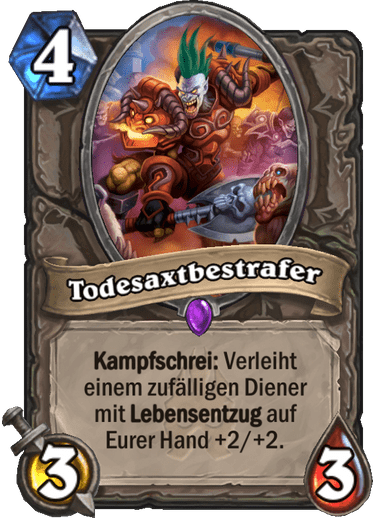 4
Todesaxtbestrafer
Kampfschrei: Verleiht
einem zufälligen Diener
mit Lebensentzug auf
Eurer Hand +2/+2.
3
3